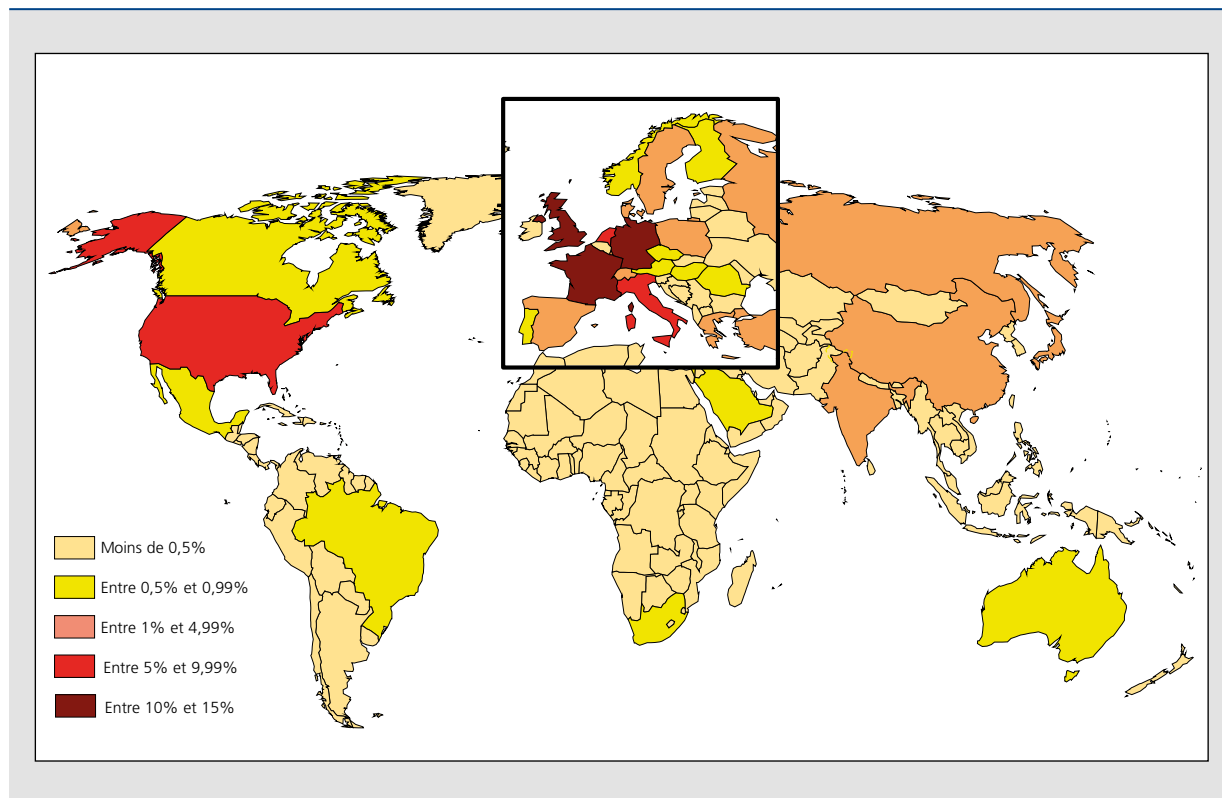 Moins de 0,5%
Entre 0,5% et 0,99%
Entre 1% et 4,99%
Entre 5% et 9,99%
Entre 10% et 15%